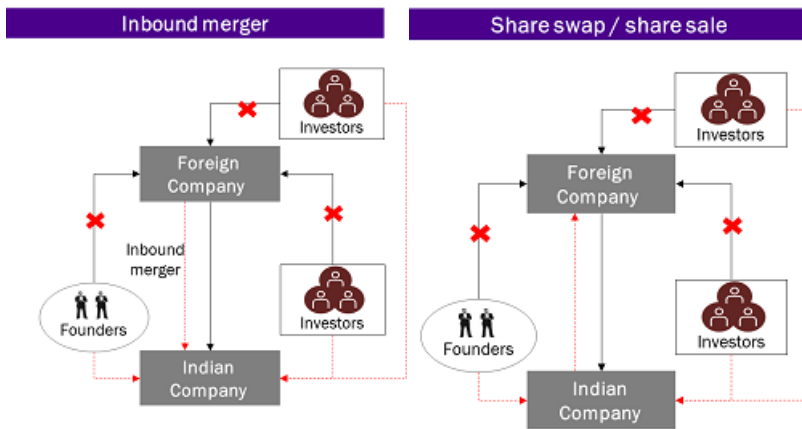 Inbound merger
Investors
Foreign
Company
Inbound
merger
Founders
Investors
Indian
Company
Share swap / share sale
Investors
Foreign
Company
Founders
Investors
Indian
Company